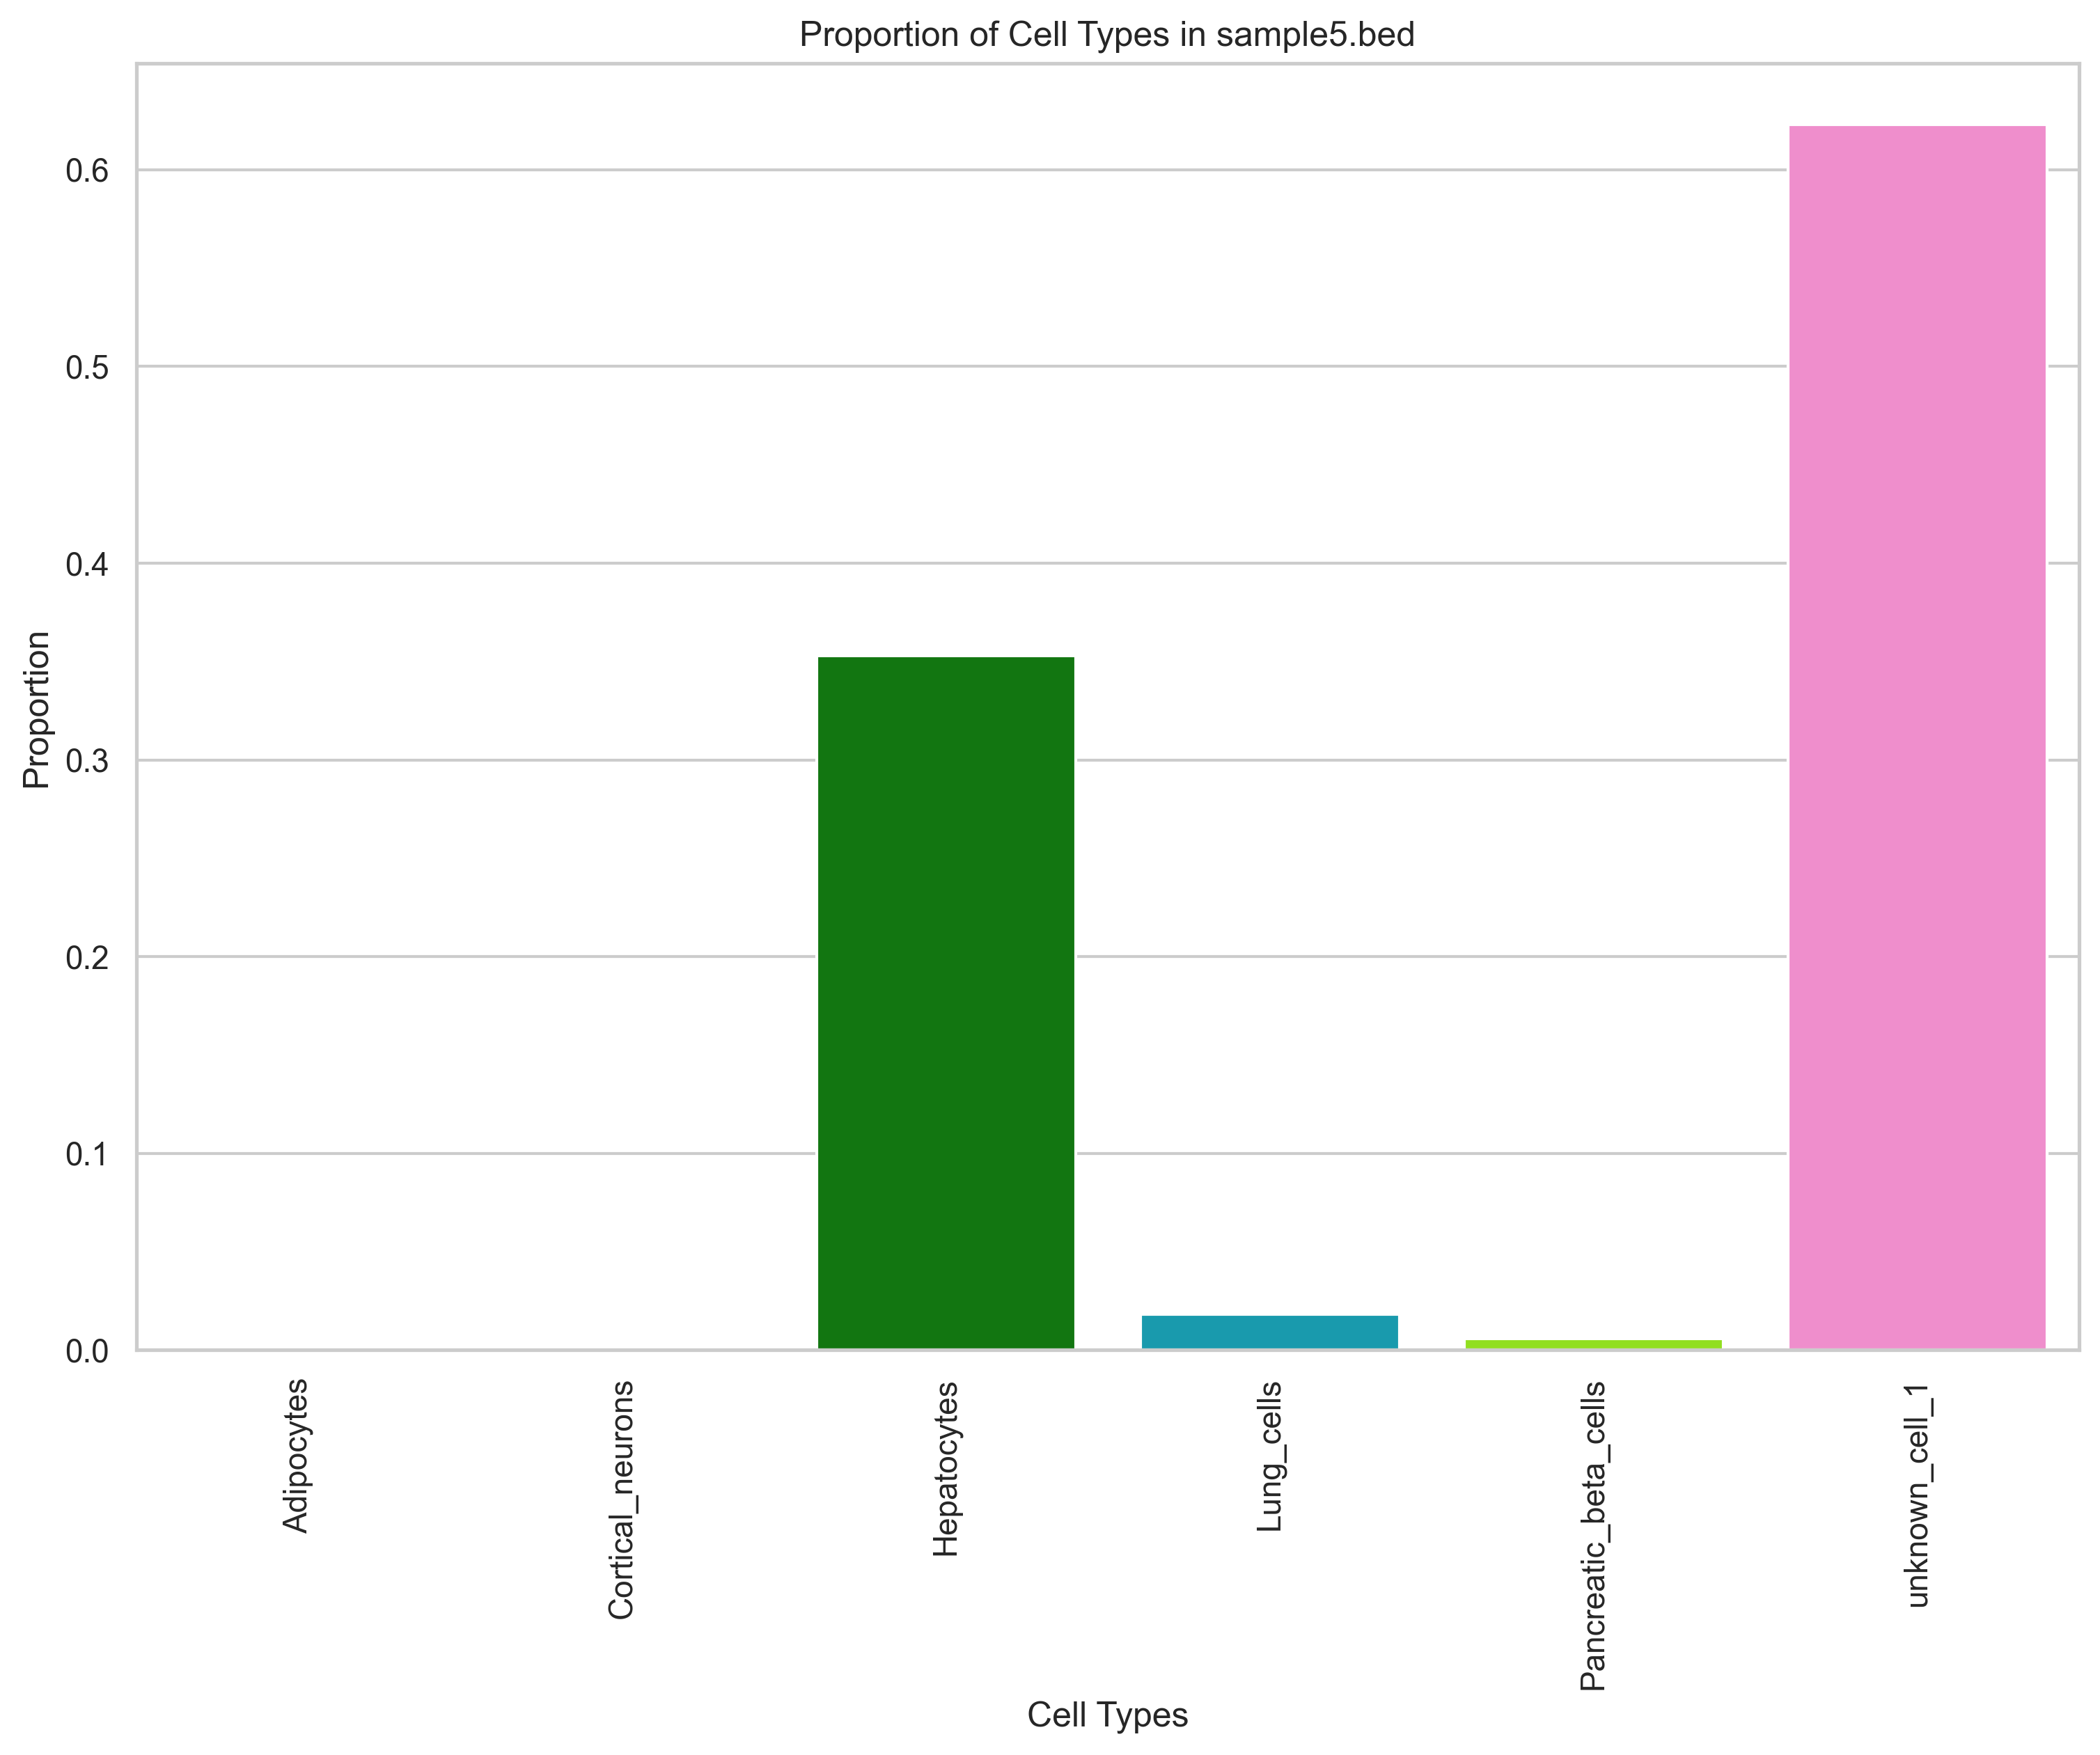 Proportion of Cell Types in sample5.bed
Proportion
0.6
0.5
0.4
0.3
0.2
0.1
0.0
Adipocytes
Cortical_neurons
Hepatocytes
Lung_cells
Pancreatic_beta_cells
unknown_cell_1
Cell Types